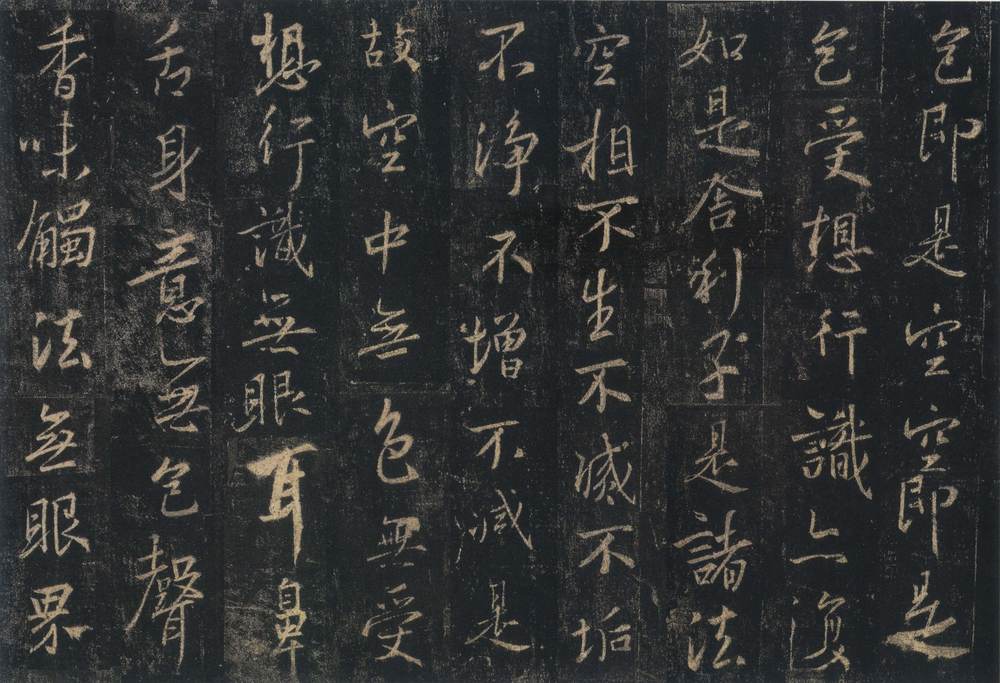 色即是空空即是
色受想行識亦復
如是舍利子是諸法
空相不生不滅不垢
不淨不增不減是
故空中無色無受
想行識無眼耳鼻
舌身意無色聲
香味觸法無眼界